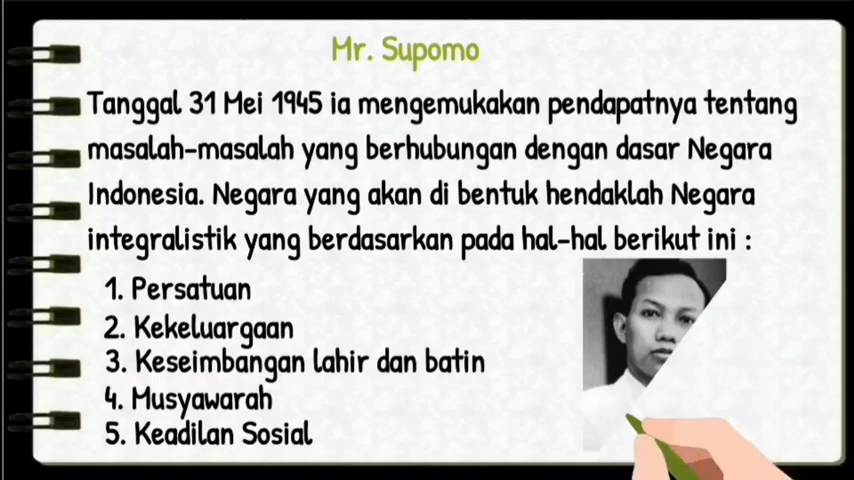 Mr. Supomo
Tanggal 31 Mei 1945 ia mengemukakan pendapatnya tentang
masalah-masalah yang berhubungan dengan dasar Negara
Indonesia. Negara yang akan di bentuk hendaklah Negara
integralistik yang berdasarkan pada hal-hal berikut ini :
1. Persatuan
2. Kekeluargaan
3. Keseimbangan lahir dan batin
4. Musyawarah
5. Keadilan Sosial